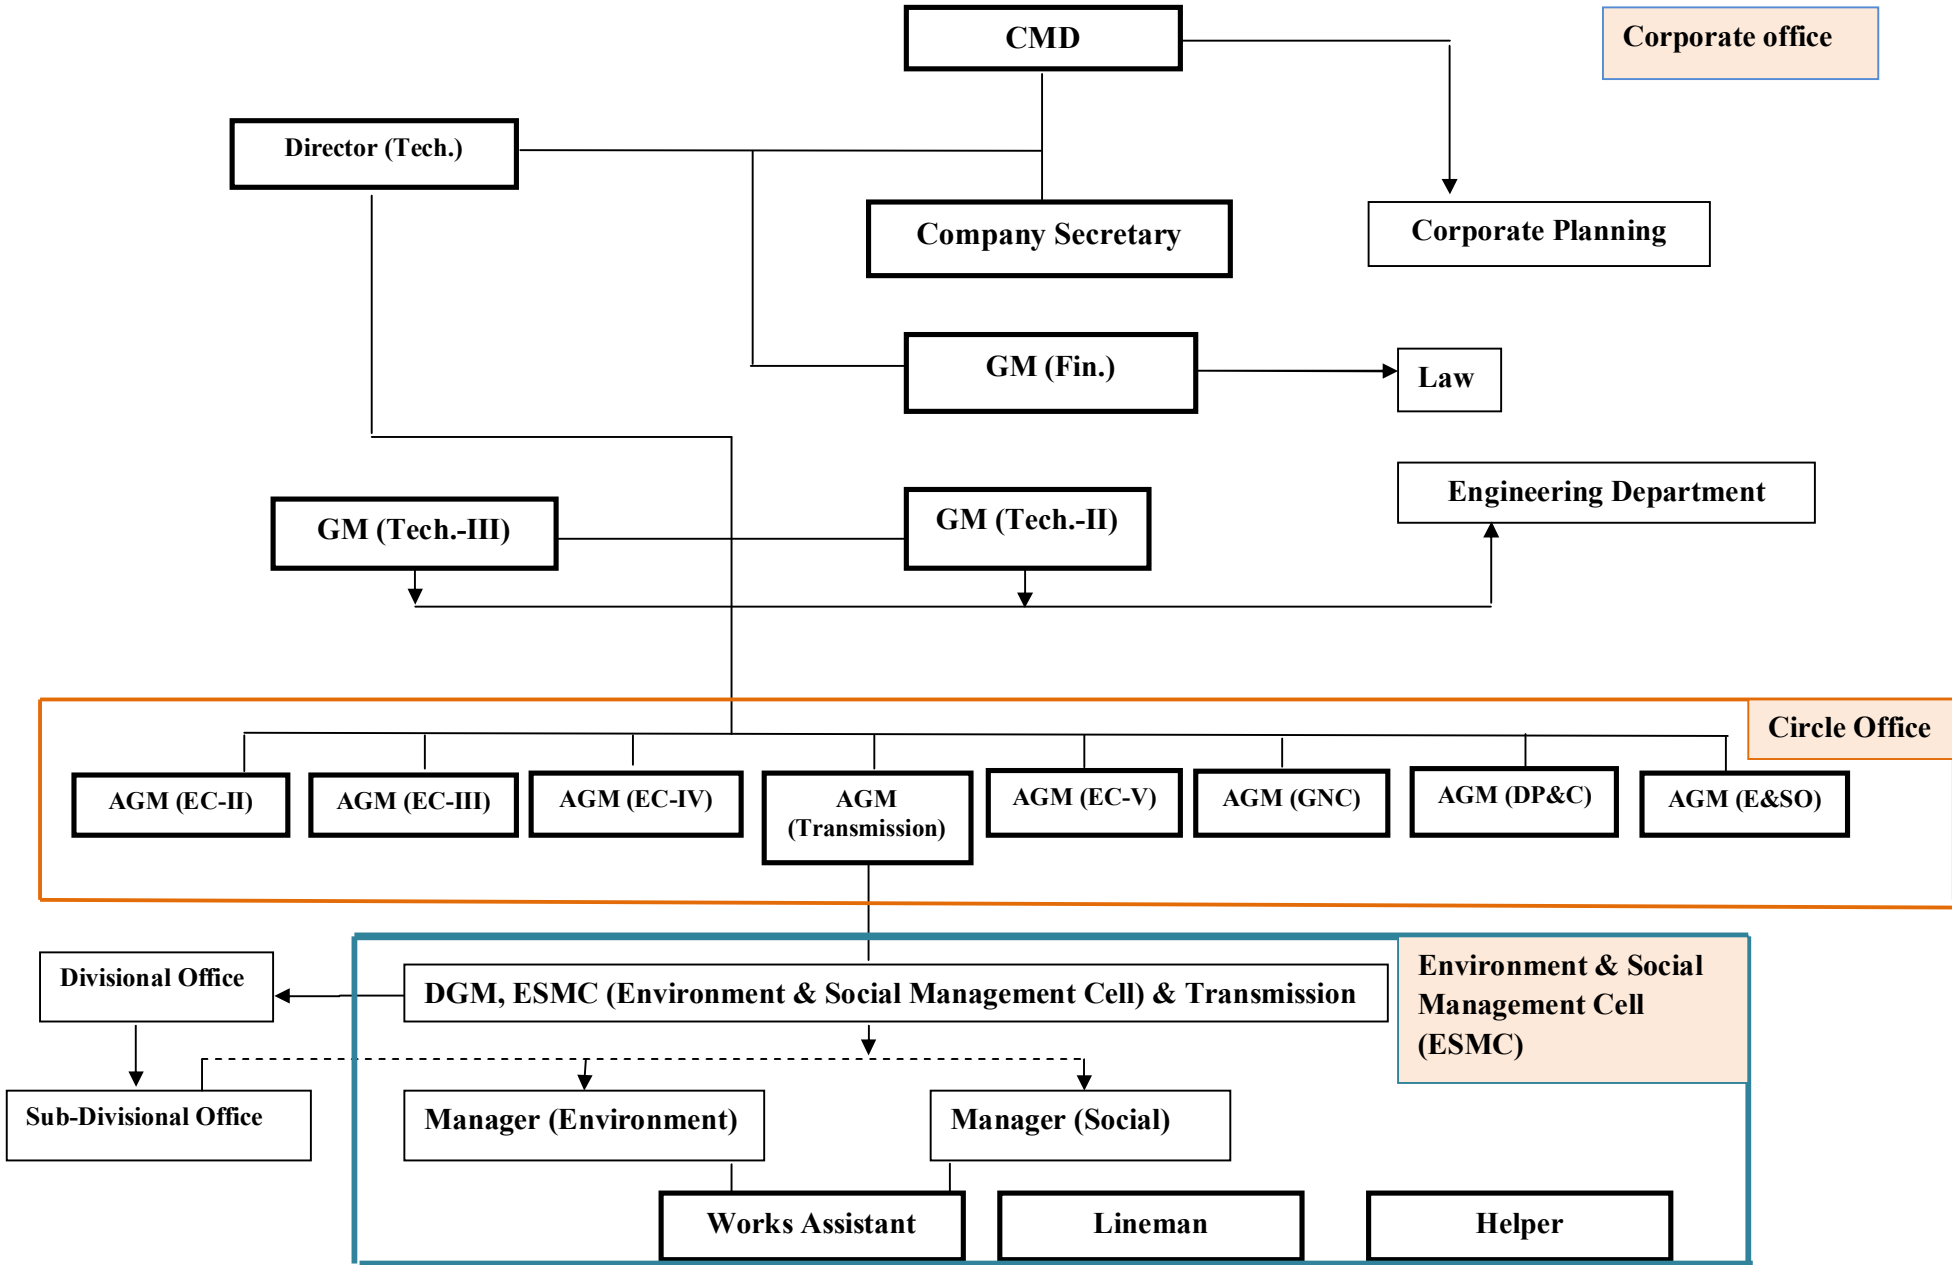 CMD
Corporate office
Director (Tech.)
Company Secretary
Corporate Planning
GM (Fin.)
Law
GM (Tech.-III)
GM (Tech.-II)
Engineering Department
Circle Office
AGM (EC-II)
AGM (EC-III)
AGM (EC-IV)
AGM
(Transmission)
AGM (EC-V)
AGM (GNC)
AGM (DP&C)
AGM (E&SO)
Divisional Office
DGM, ESMC (Environment & Social Management Cell) & Transmission
Environment & Social
Management Cell
(ESMC)
Sub-Divisional Office
Manager (Environment)
Manager (Social)
Works Assistant
Lineman
Helper